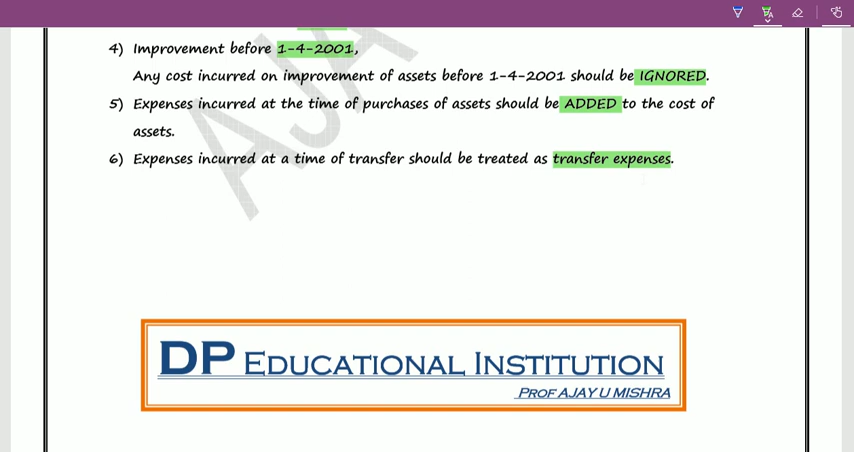 4) Improvement before 1-4-2001,
Any cost incurred on improvement of assets before 1-4-2001 should be IGNORED.
5) Expenses incurred at the time of purchases of assets should be ADDED to the cost of
assets.
6) Expenses incurred at a time of transfer should be treated as transfer expenses.
AJA
DP EDUCATIONAL INSTITUTION
PROF AJAY U MISHRA